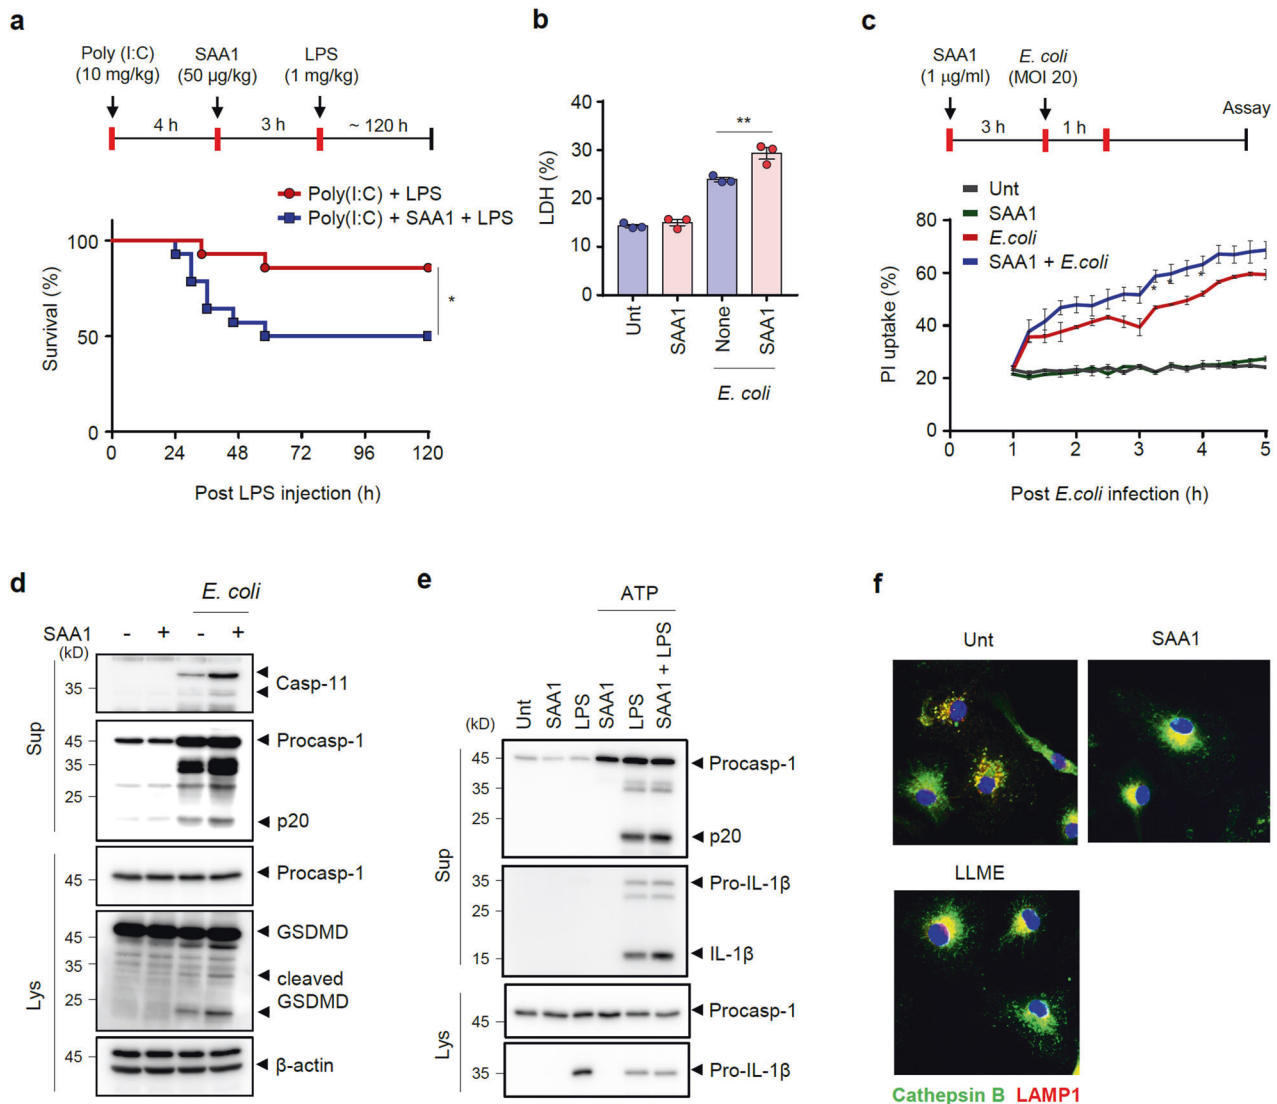 a
Poly (I:C)
(10 mg/kg)
SAA1
(50 µg/kg)
LPS
(1 mg/kg)
4 h
3 h
~ 120 h
Poly(I:C) + LPS
Poly(I:C) + SAA1 + LPS
Survival (%)
100
50
0
*
0 24 48 72 96 120
Post LPS injection (h)
b
LDH (%)
40
30
20
10
0
**
Unt
SAA1
None
SAA1
E. coli
c
SAA1
(1 µg/ml)
E. coli
(MOI 20)
Assay
3 h
1 h
Unt
SAA1
E.coli
SAA1 + E.coli
PI uptake (%)
80
60
40
20
0
* * *
0 1 2 3 4 5
Post E.coli infection (h)
d
E. coli
SAA1 - + - +
(kD)
Sup
35
Casp-11
45
35
25
Procasp-1
p20
Lys
45
Procasp-1
45
35
25
GSDMD
cleaved
GSDMD
45
β-actin
e
ATP
(kD)
Unt
SAA1
LPS
SAA1
LPS
SAA1 + LPS
Sup
45
35
25
Procasp-1
p20
35
25
15
Pro-IL-1β
IL-1β
Lys
45
Procasp-1
35
Pro-IL-1β
f
Unt
SAA1
LLME
Cathepsin B LAMP1